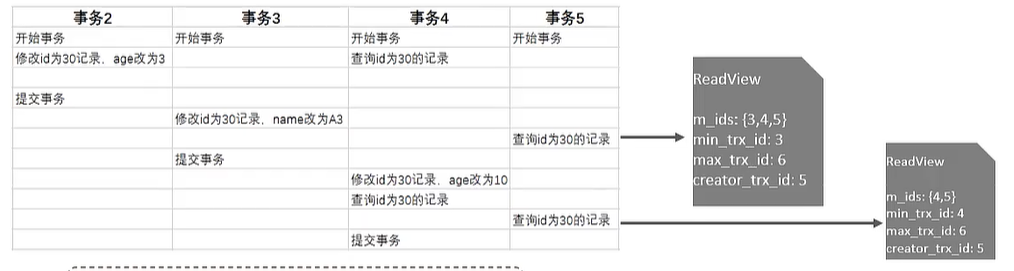 事务2 事务3 事务4 事务5
开始事务 开始事务 开始事务 开始事务
修改id为30记录，age改为3 查询id为30的记录
提交事务
修改id为30记录，name改为A3
查询id为30的记录
提交事务
修改id为30记录，age改为10
查询id为30的记录
查询id为30的记录
提交事务
ReadView
m_ids: {3,4,5}
min_trx_id: 3
max_trx_id: 6
creator_trx_id: 5
ReadView
m_ids: {4,5}
min_trx_id: 4
max_trx_id: 6
creator_trx_id: 5